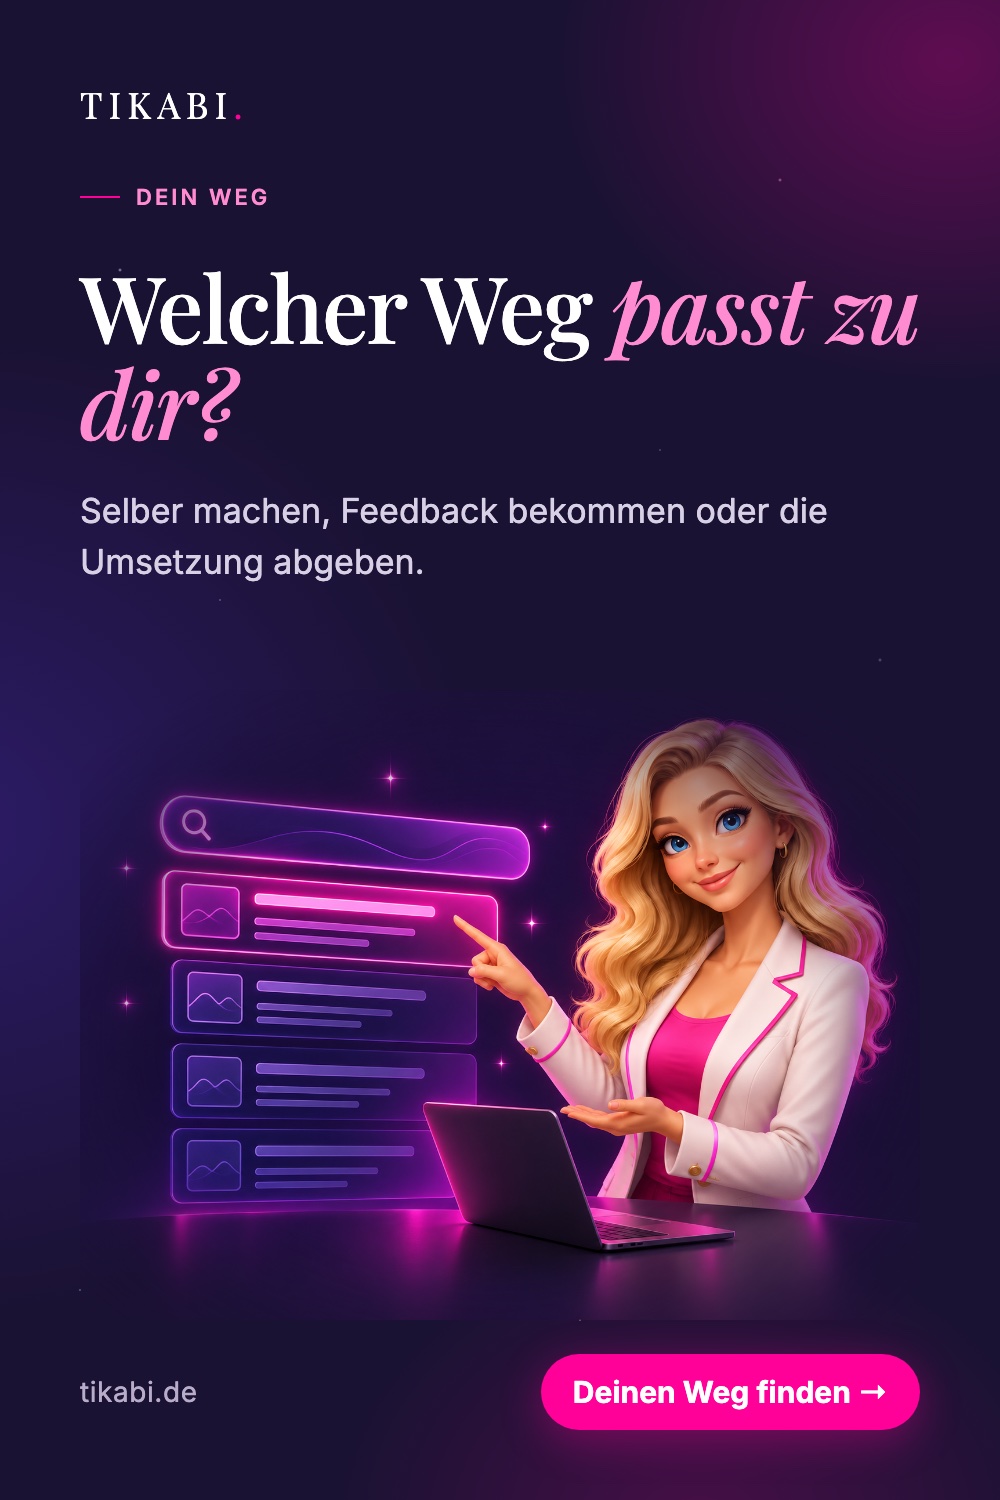 TIKABI.
DEIN WEG
Welcher Weg passt zu
dir?
Selber machen, Feedback bekommen oder die
Umsetzung abgeben.
tikabi.de
Deinen Weg finden →